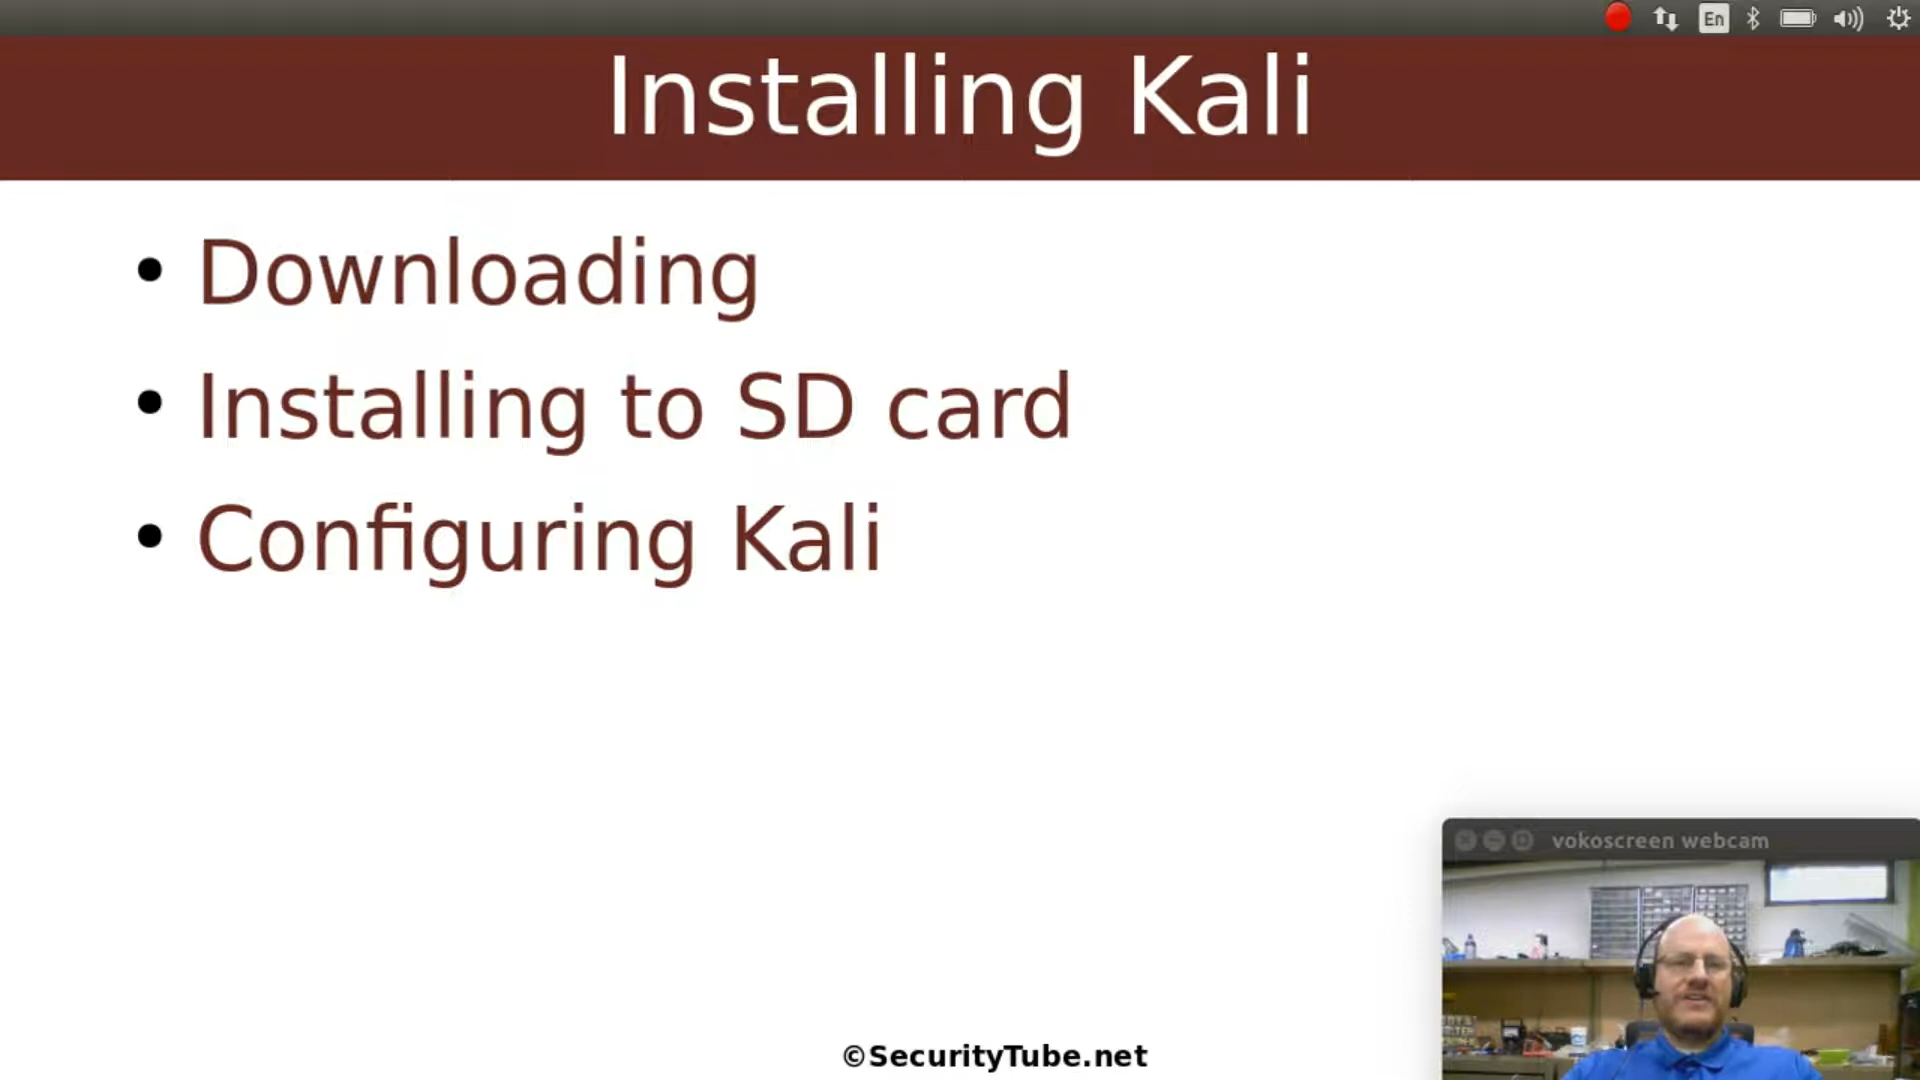 En
Installing Kali
• Downloading
• Installing to SD card
• Configuring Kali
vokoscreen webcam
©SecurityTube.net